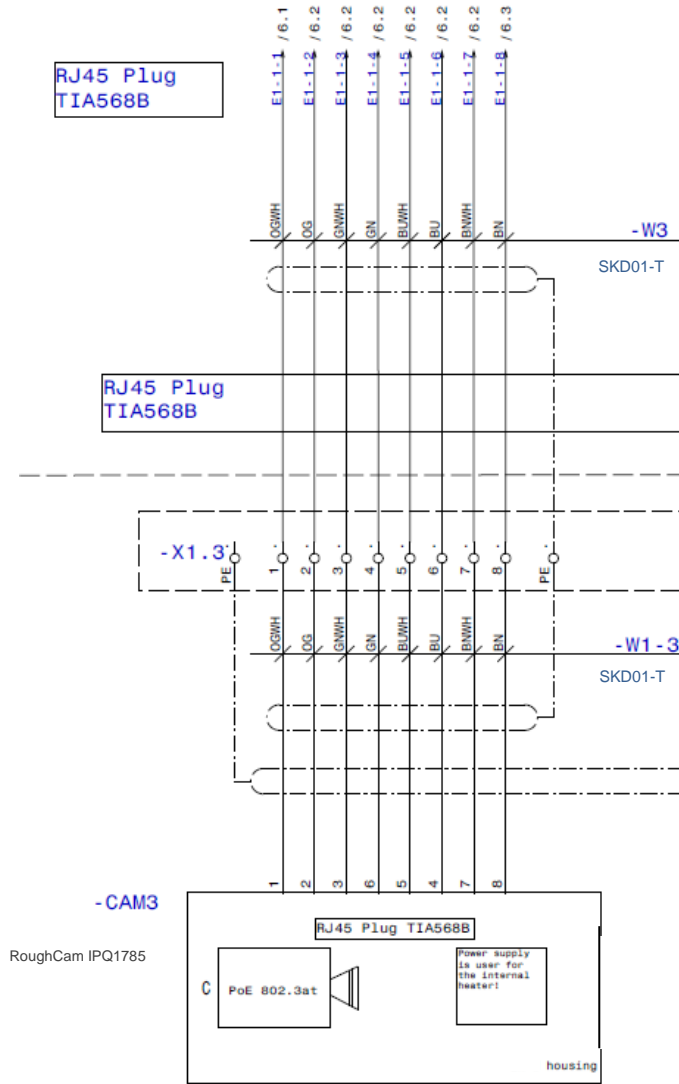 /6.1 /6.2 /6.2 /6.2 /6.2 /6.2 /6.2 /6.3
E1-1-1 E1-1-2 E1-1-3 E1-1-4 E1-1-5 E1-1-6 E1-1-7 E1-1-8
RJ45 Plug
TIA568B
OGWH OG GNWH GN BUWH BU BNWH BN
-W3
SKD01-T
RJ45 Plug
TIA568B
-X1.3
PE 1 2 3 4 5 6 7 8 PE
OGWH OG GNWH GN BUWH BU BNWH BN
-W1-3
SKD01-T
1 2 3 6 5 4 7 8
-CAM3
RJ45 Plug TIA568B
RoughCam IPQ1785
C
PoE 802.3at
Power supply
is user for
the internal
heater!
housing